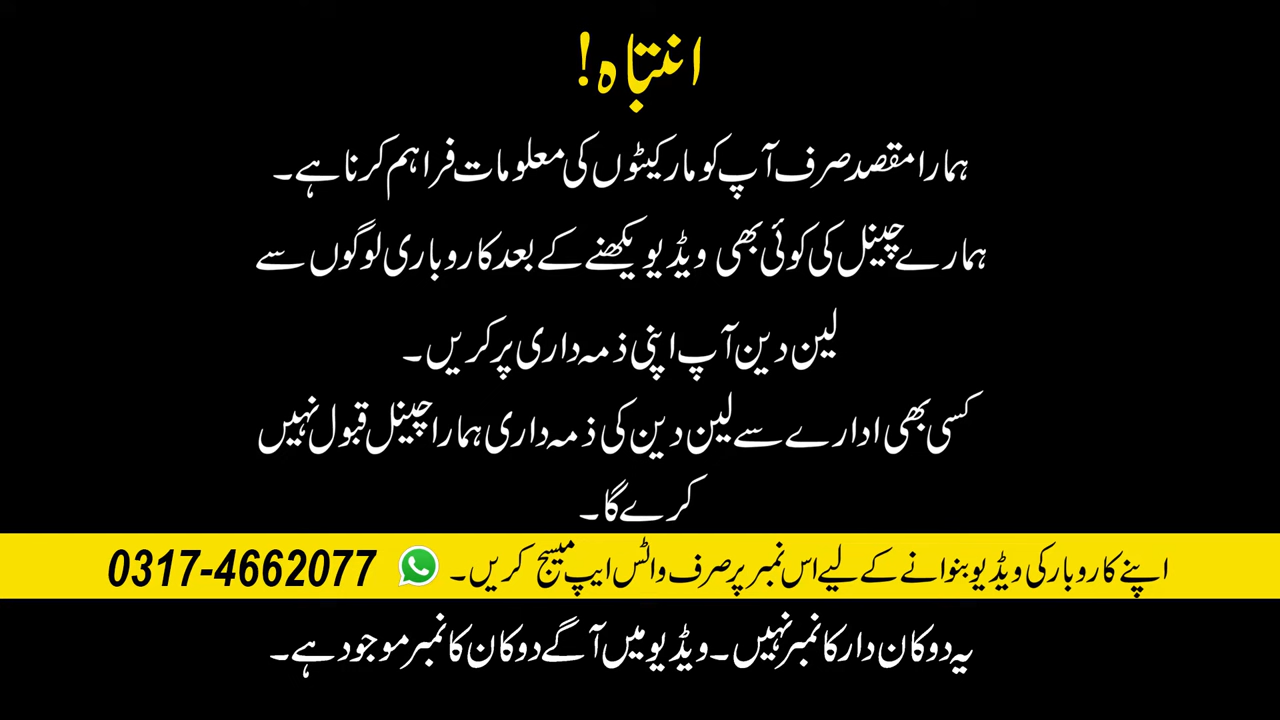 انتباہ!
ہمارا مقصد صرف آپ کو مارکیٹوں کی معلومات فراہم کرنا ہے۔
ہمارے چینل کی کوئی بھی ویڈیو یکھنے کے بعد کاروباری لوگوں سے
لین دین آپ اپنی ذمہ داری پر کریں۔
کسی بھی ادارے سے لین دین کی ذمہ داری ہمارا چینل قبول نہیں
کرے گا۔
اپنے کاروبار کی ویڈیو بنوانے کے لیے اس نمبر پر صرف واٹس ایپ میسج کریں۔ 0317-4662077
یہ دوکان دار کا نمبر نہیں۔ ویڈیو میں آگے دوکان کا نمبر موجود ہے۔